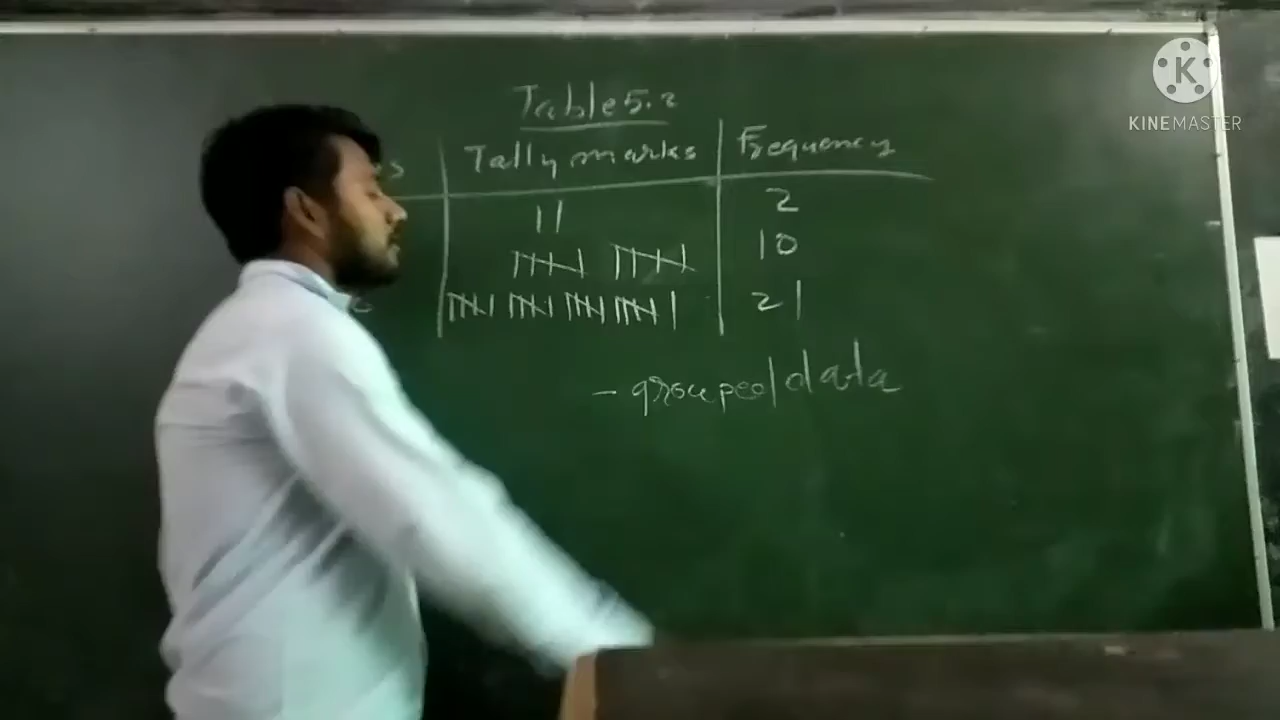 Table 5.2
Tally marks Frequency
|| 2
10
21
- grouped data
K
KINEMASTER